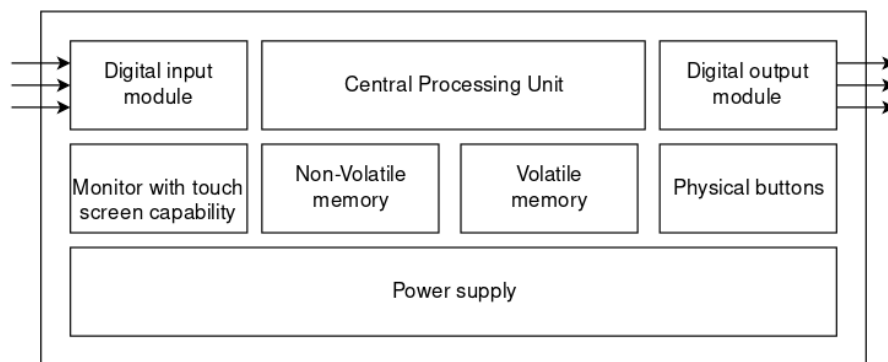 Digital input
module
Central Processing Unit
Digital output
module
Monitor with touch
screen capability
Non-Volatile
memory
Volatile
memory
Physical buttons
Power supply